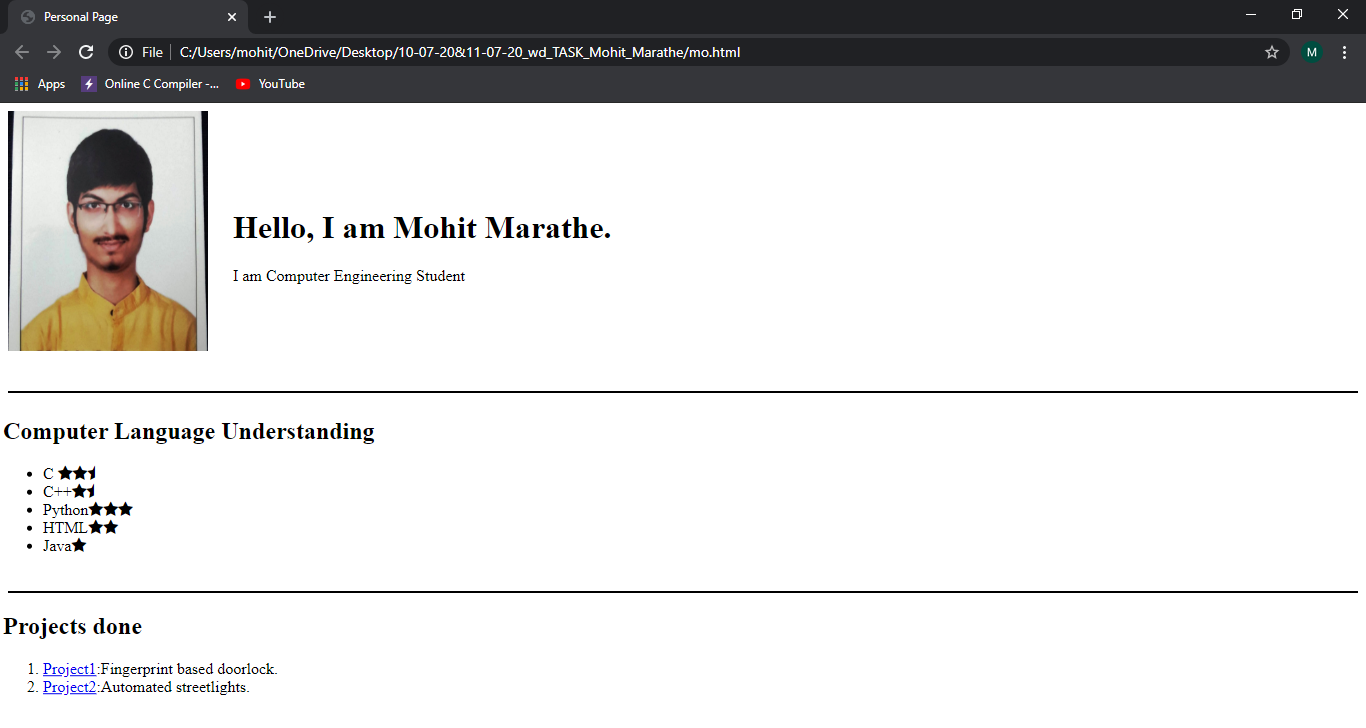 Personal Page
File C:/Users/mohit/OneDrive/Desktop/10-07-20&11-07-20_wd_TASK_Mohit_Marathe/mo.html
M
Apps Online C Compiler -... YouTube
Hello, I am Mohit Marathe.
I am Computer Engineering Student
Computer Language Understanding
C
C++
Python
HTML
Java
Projects done
1. Project1:Fingerprint based doorlock.
2. Project2:Automated streetlights.